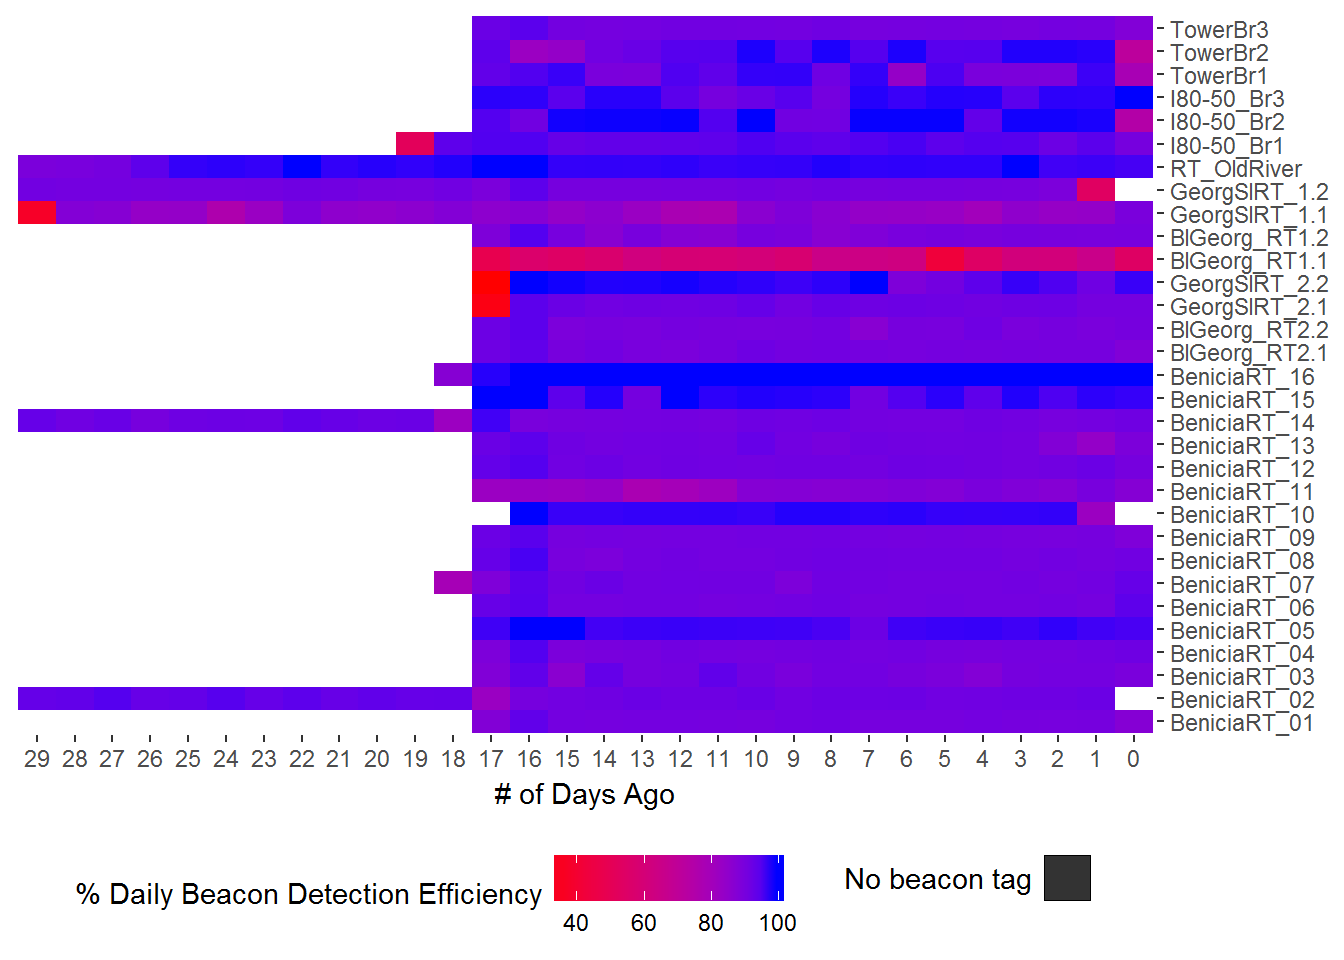 TowerBr3
TowerBr2
TowerBr1
I80-50_Br3
I80-50_Br2
I80-50_Br1
RT_OldRiver
GeorgSlRT_1.2
GeorgSlRT_1.1
BlGeorg_RT1.2
BlGeorg_RT1.1
GeorgSlRT_2.2
GeorgSlRT_2.1
BlGeorg_RT2.2
BlGeorg_RT2.1
BeniciaRT_16
BeniciaRT_15
BeniciaRT_14
BeniciaRT_13
BeniciaRT_12
BeniciaRT_11
BeniciaRT_10
BeniciaRT_09
BeniciaRT_08
BeniciaRT_07
BeniciaRT_06
BeniciaRT_05
BeniciaRT_04
BeniciaRT_03
BeniciaRT_02
BeniciaRT_01
29 28 27 26 25 24 23 22 21 20 19 18 17 16 15 14 13 12 11 10 9 8 7 6 5 4 3 2 1 0
# of Days Ago
% Daily Beacon Detection Efficiency
40 60 80 100
No beacon tag